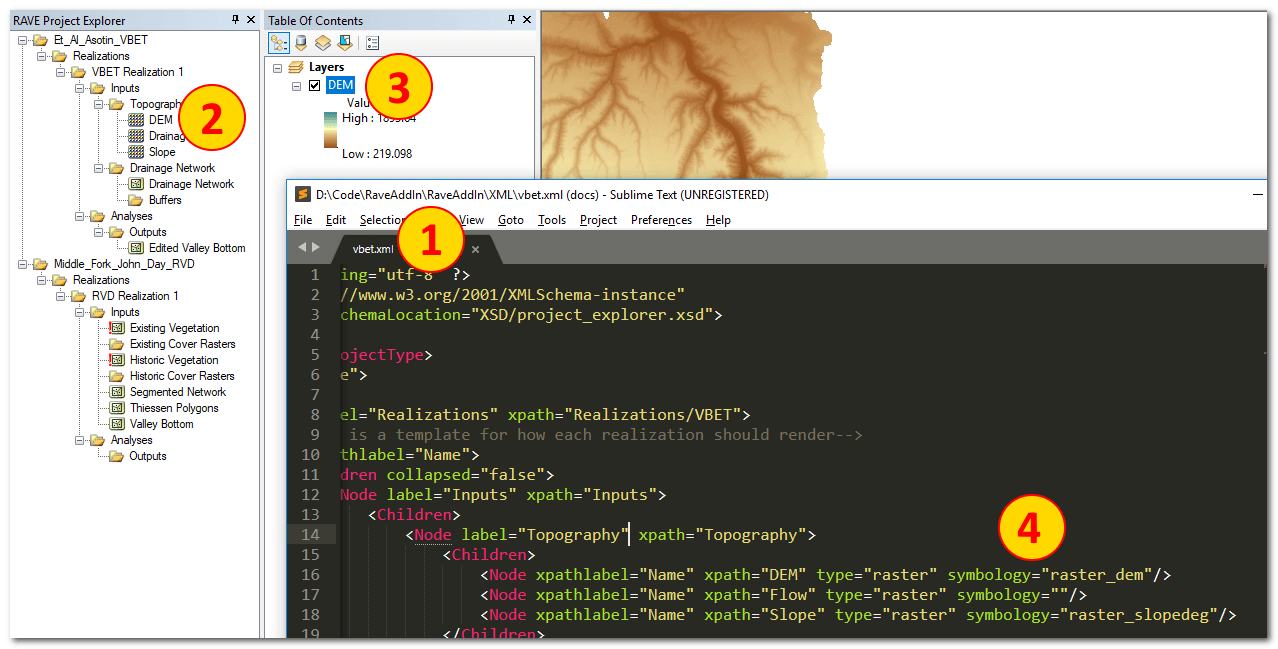 RAVE Project Explorer
Et_Al_Asotin_VBET
Realizations
VBET Realization 1
Inputs
Topograph
DEM
Drainag
Slope
Drainage Network
Drainage Network
Buffers
Analyses
Outputs
Edited Valley Bottom
Middle_Fork_John_Day_RVD
Realizations
RVD Realization 1
Inputs
Existing Vegetation
Existing Cover Rasters
Historic Vegetation
Historic Cover Rasters
Segmented Network
Thiessen Polygons
Valley Bottom
Analyses
Outputs
2
Table Of Contents
Layers
DEM
Valu
High :
Low : 219.098
3
D:\Code\RaveAddIn\RaveAddIn\XML\vbet.xml (docs) - Sublime Text (UNREGISTERED)
File Edit Selection View Goto Tools Project Preferences Help
vbet.xml
1
1 ing="utf-8" ?>
2 //www.w3.org/2001/XMLSchema-instance"
3 chemaLocation="XSD/project_explorer.xsd">
4
5 ojectType>
6 e">
7
8 el="Realizations" xpath="Realizations/VBET">
9 is a template for how each realization should render-->
10 thlabel="Name">
11 dren collapsed="false">
12 Node label="Inputs" xpath="Inputs">
13 <Children>
14 <Node label="Topography" xpath="Topography">
15 <Children>
16 <Node xpathlabel="Name" xpath="DEM" type="raster" symbology="raster_dem"/>
17 <Node xpathlabel="Name" xpath="Flow" type="raster" symbology=""/>
18 <Node xpathlabel="Name" xpath="Slope" type="raster" symbology="raster_slopedeg"/>
19 </Children>
4